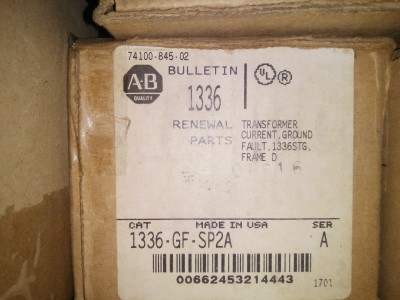 74100-845-02
A-B
QUALITY
BULLETIN
1336
UL ®
RENEWAL
PARTS
TRANSFORMER
CURRENT,GROUND
FAULT,1336STG,
FRAME D
CAT
MADE IN USA
SER
1336-GF-SP2A
A
00662453214443
1701